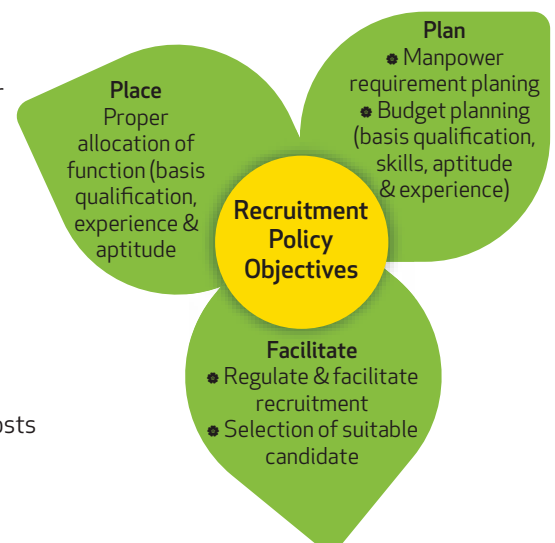 Place
Proper
allocation of
function (basis
qualification,
experience &
aptitude
Plan
● Manpower
requirement planing
● Budget planning
(basis qualification,
skills, aptitude
& experience)
Recruitment
Policy
Objectives
Facilitate
● Regulate & facilitate
recruitment
● Selection of suitable
candidate
osts